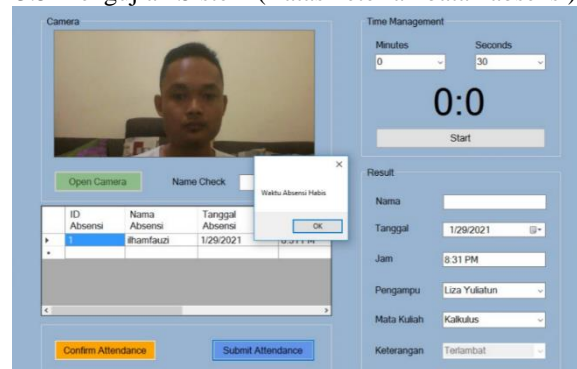 Camera
Open Camera
Name Check
ID Absensi
Nama Absensi
Tanggal Absensi
1
ilhamfauzi
1/29/2021
Confirm Attendance
Submit Attendance
Waktu Absensi Habis
OK
Time Management
Minutes
Seconds
0
30
0:0
Start
Result
Nama
Tanggal
1/29/2021
Jam
8:31 PM
Pengampu
Liza Yuliatun
Mata Kuliah
Kalkulus
Keterangan
Terlambat